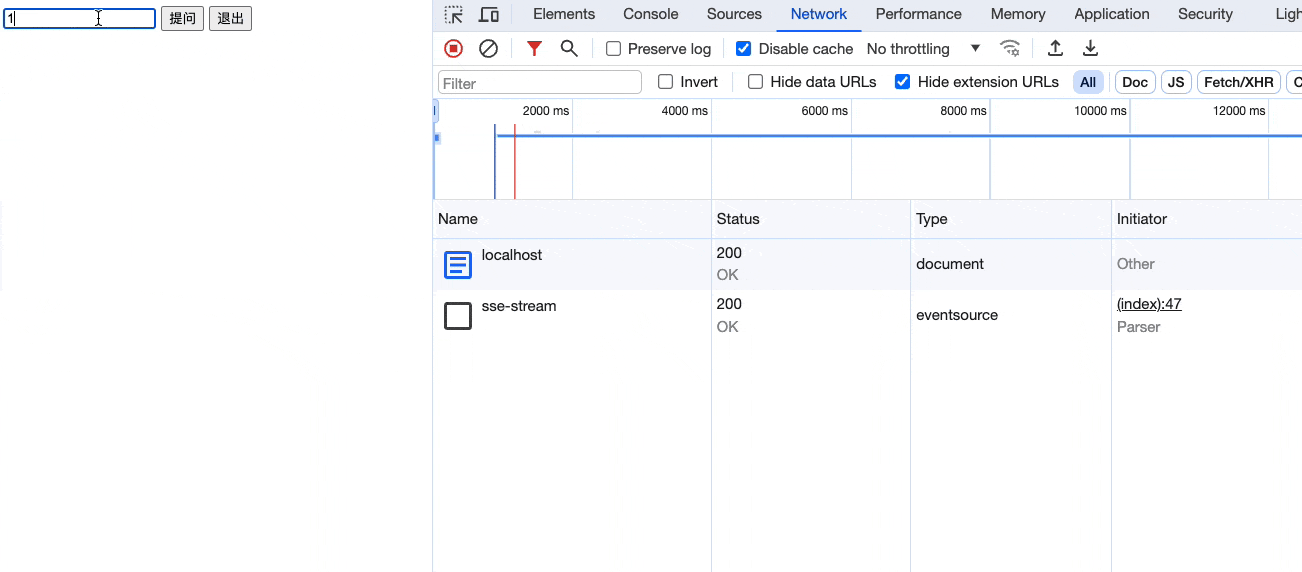 1 提问 退出
Elements Console Sources Network Performance Memory Application Security Ligh
Preserve log Disable cache No throttling
Filter Invert Hide data URLs Hide extension URLs All Doc JS Fetch/XHR C
2000 ms 4000 ms 6000 ms 8000 ms 10000 ms 12000 ms
Name Status Type Initiator
localhost 200 OK document Other
sse-stream 200 OK eventsource (index):47 Parser